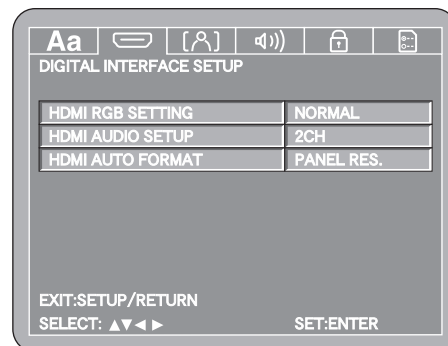 Aa
DIGITAL INTERFACE SETUP
HDMI RGB SETTING NORMAL
HDMI AUDIO SETUP 2CH
HDMI AUTO FORMAT PANEL RES.
EXIT:SETUP/RETURN
SELECT: ▲▼◀▶ SET:ENTER